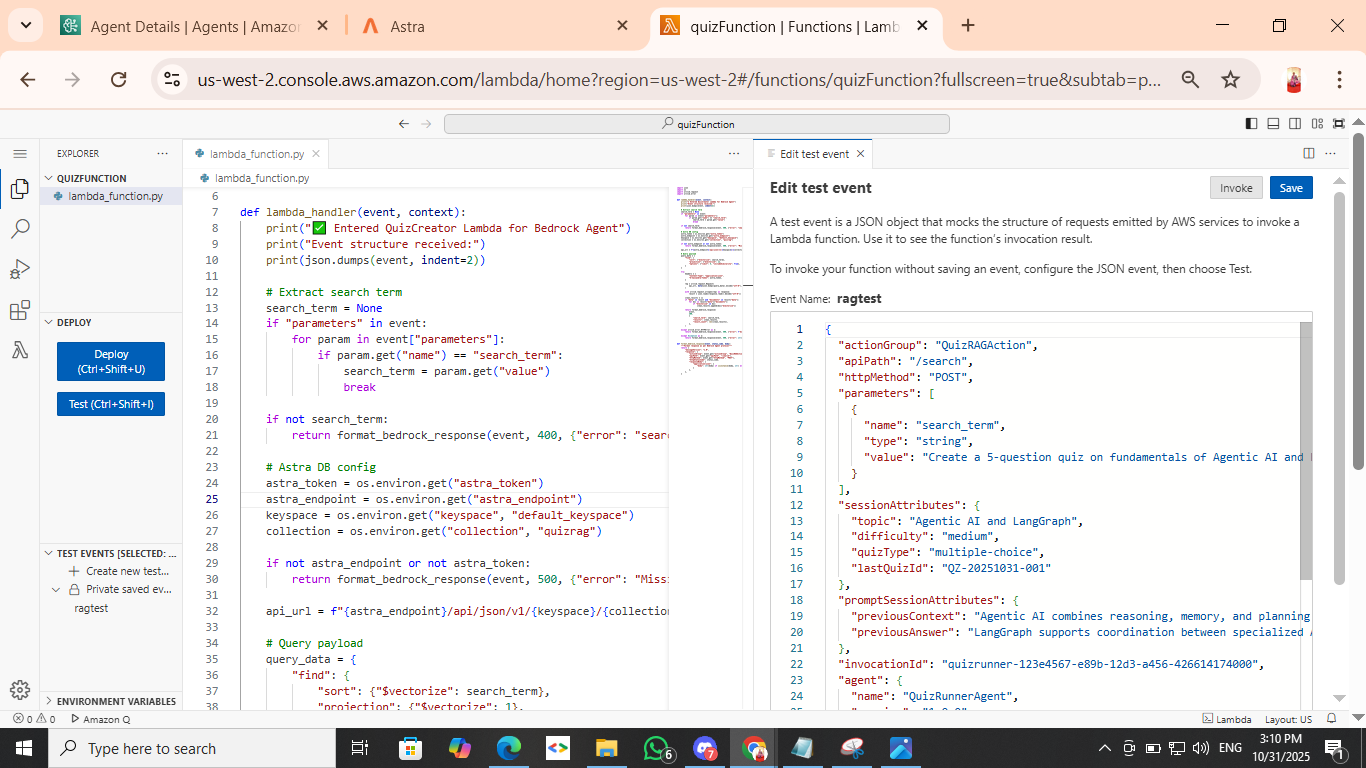 Agent Details | Agents | Amazo
Astra
quizFunction | Functions | Lamb
us-west-2.console.aws.amazon.com/lambda/home?region=us-west-2#/functions/quizFunction?fullscreen=true&subtab=p...
quizFunction
EXPLORER
QUIZFUNCTION
lambda_function.py
DEPLOY
Deploy
(Ctrl+Shift+U)
Test (Ctrl+Shift+I)
TEST EVENTS [SELECTED: ...
Create new test...
Private saved ev...
ragtest
ENVIRONMENT VARIABLES
lambda_function.py
lambda_function.py
6
7 def lambda_handler(event, context):
8 print("✅ Entered QuizCreator Lambda for Bedrock Agent")
9 print("Event structure received:")
10 print(json.dumps(event, indent=2))
11
12 # Extract search term
13 search_term = None
14 if "parameters" in event:
15 for param in event["parameters"]:
16 if param.get("name") == "search_term":
17 search_term = param.get("value")
18 break
19
20 if not search_term:
21 return format_bedrock_response(event, 400, {"error": "sear
22
23 # Astra DB config
24 astra_token = os.environ.get("astra_token")
25 astra_endpoint = os.environ.get("astra_endpoint")
26 keyspace = os.environ.get("keyspace", "default_keyspace")
27 collection = os.environ.get("collection", "quizrag")
28
29 if not astra_endpoint or not astra_token:
30 return format_bedrock_response(event, 500, {"error": "Miss
31
32 api_url = f"{astra_endpoint}/api/json/v1/{keyspace}/{collectio
33
34 # Query payload
35 query_data = {
36 "find": {
37 "sort": {"$vectorize": search_term},
38 "projection": {"$vectorize": 1},
Edit test event
Edit test event
Invoke
Save
A test event is a JSON object that mocks the structure of requests emitted by AWS services to invoke a
Lambda function. Use it to see the function's invocation result.
To invoke your function without saving an event, configure the JSON event, then choose Test.
Event Name: ragtest
1 {
2 "actionGroup": "QuizRAGAction",
3 "apiPath": "/search",
4 "httpMethod": "POST",
5 "parameters": [
6 {
7 "name": "search_term",
8 "type": "string",
9 "value": "Create a 5-question quiz on fundamentals of Agentic AI and
10 }
11 ],
12 "sessionAttributes": {
13 "topic": "Agentic AI and LangGraph",
14 "difficulty": "medium",
15 "quizType": "multiple-choice",
16 "lastQuizId": "QZ-20251031-001"
17 },
18 "promptSessionAttributes": {
19 "previousContext": "Agentic AI combines reasoning, memory, and planning
20 "previousAnswer": "LangGraph supports coordination between specialized
21 },
22 "invocationId": "quizrunner-123e4567-e89b-12d3-a456-426614174000",
23 "agent": {
24 "name": "QuizRunnerAgent",
0 0
Amazon Q
Lambda
Layout: US
Type here to search
6
7
ENG
3:10 PM
10/31/2025
1